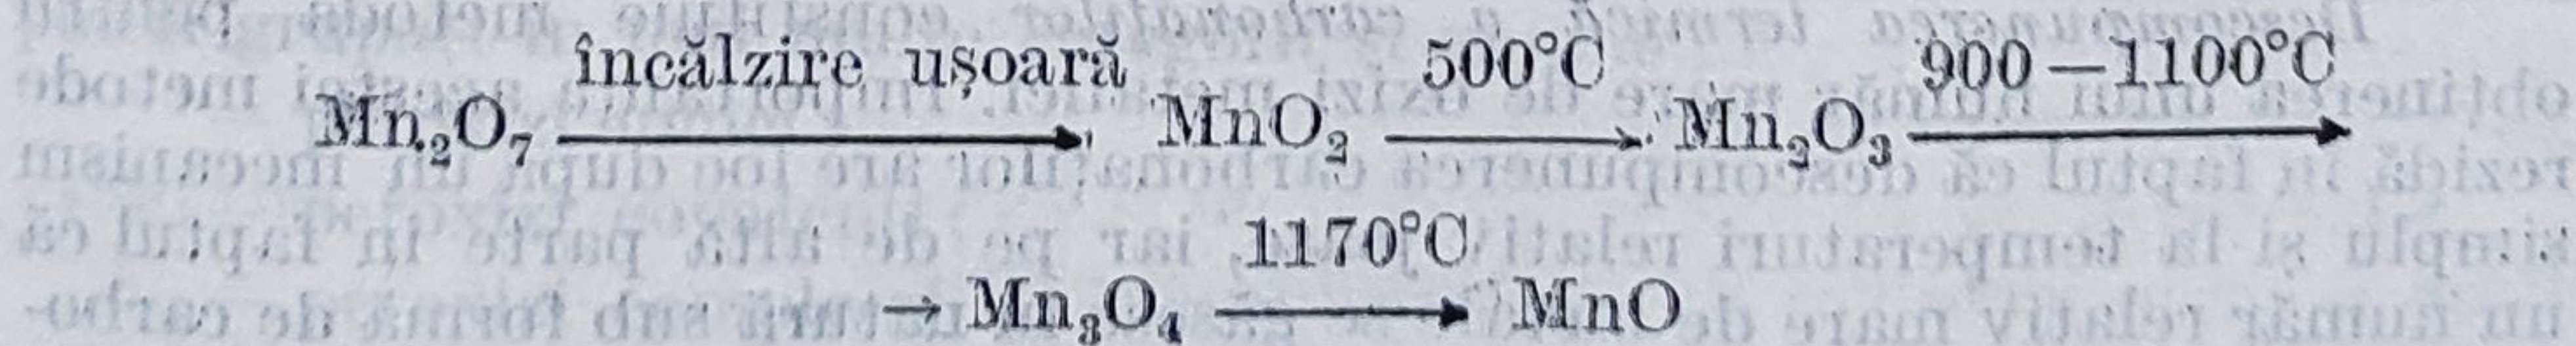 încălzire ușoară 500°C 900–1100°C
Mn₂O₇ ⟶ MnO₂ ⟶ Mn₂O₃ ⟶
1170°C
→ Mn₃O₄ ⟶ MnO